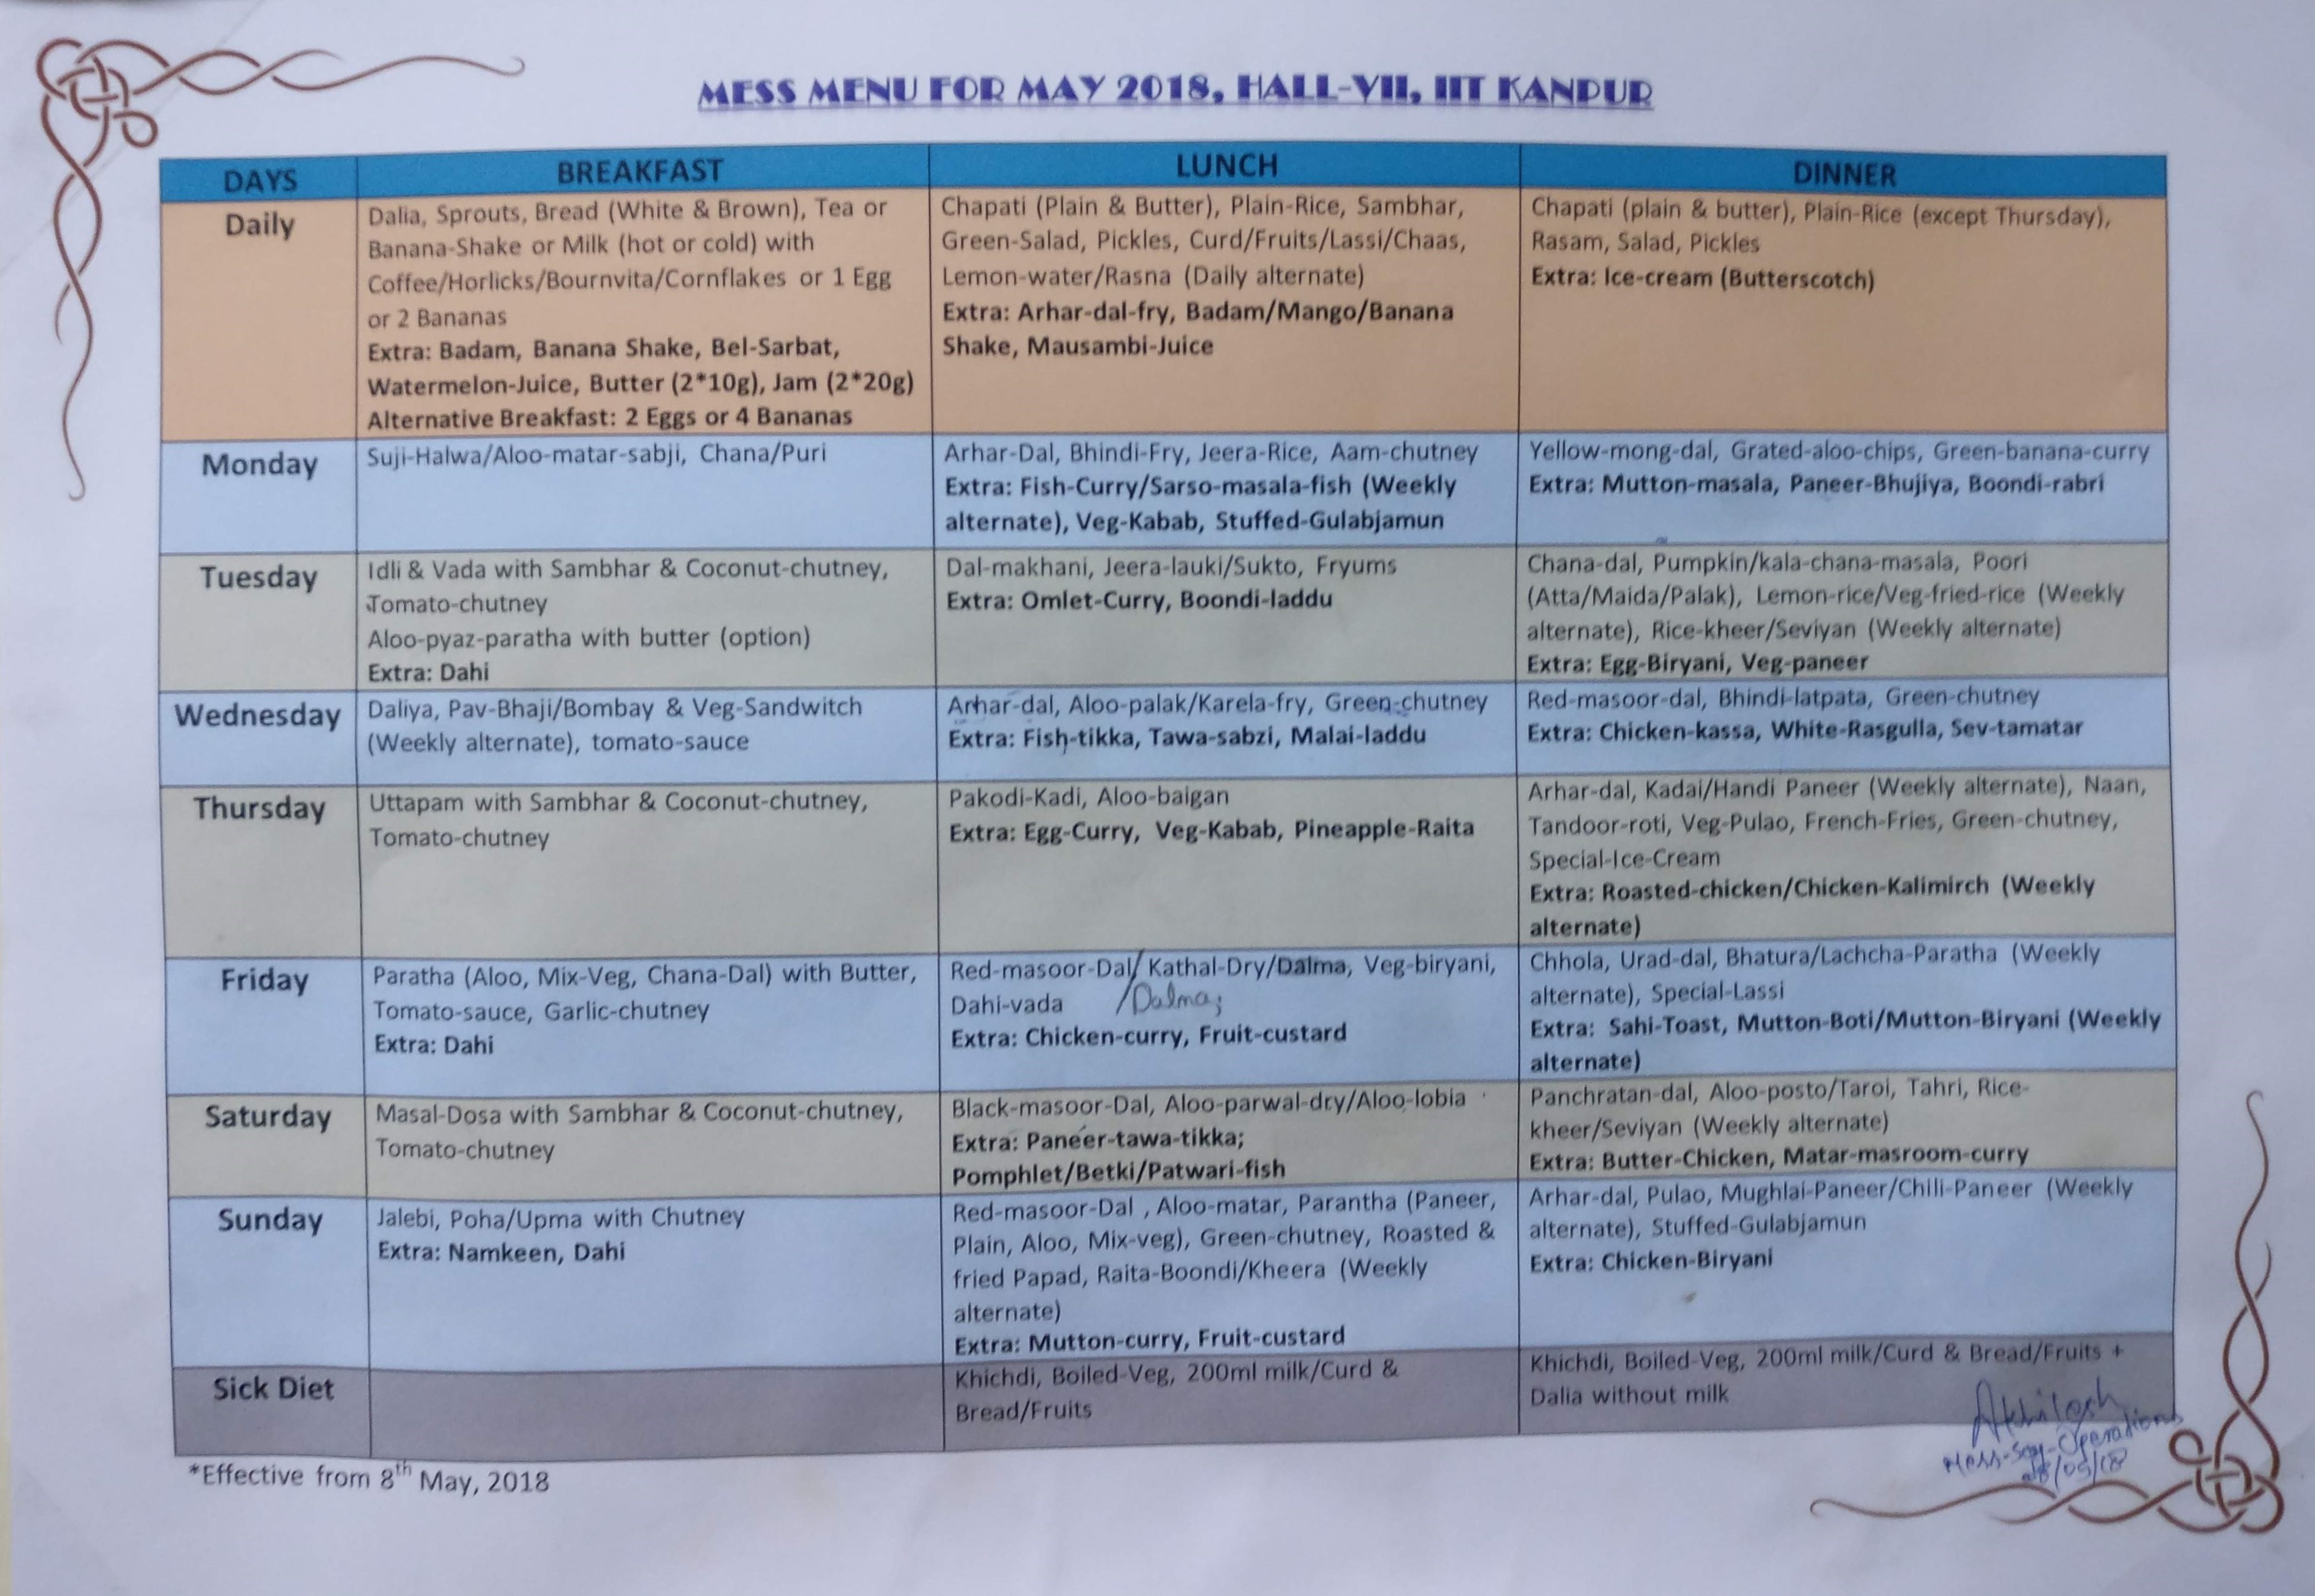 MESS MENU FOR MAY 2018, HALL-VII, IIT KANPUR
DAYS
BREAKFAST
LUNCH
DINNER
Daily
Dalia, Sprouts, Bread (White & Brown), Tea or
Banana-Shake or Milk (hot or cold) with
Coffee/Horlicks/Bournvita/Cornflakes or 1 Egg
or 2 Bananas
Extra: Badam, Banana Shake, Bel-Sarbat,
Watermelon-Juice, Butter (2*10g), Jam (2*20g)
Alternative Breakfast: 2 Eggs or 4 Bananas
Chapati (Plain & Butter), Plain-Rice, Sambhar,
Green-Salad, Pickles, Curd/Fruits/Lassi/Chaas,
Lemon-water/Rasna (Daily alternate)
Extra: Arhar-dal-fry, Badam/Mango/Banana
Shake, Mausambi-Juice
Chapati (plain & butter), Plain-Rice (except Thursday),
Rasam, Salad, Pickles
Extra: Ice-cream (Butterscotch)
Monday
Suji-Halwa/Aloo-matar-sabji, Chana/Puri
Arhar-Dal, Bhindi-Fry, Jeera-Rice, Aam-chutney
Extra: Fish-Curry/Sarso-masala-fish (Weekly
alternate), Veg-Kabab, Stuffed-Gulabjamun
Yellow-mong-dal, Grated-aloo-chips, Green-banana-curry
Extra: Mutton-masala, Paneer-Bhujiya, Boondi-rabri
Tuesday
Idli & Vada with Sambhar & Coconut-chutney,
Tomato-chutney
Aloo-pyaz-paratha with butter (option)
Extra: Dahi
Dal-makhani, Jeera-lauki/Sukto, Fryums
Extra: Omlet-Curry, Boondi-laddu
Chana-dal, Pumpkin/kala-chana-masala, Poori
(Atta/Maida/Palak), Lemon-rice/Veg-fried-rice (Weekly
alternate), Rice-kheer/Seviyan (Weekly alternate)
Extra: Egg-Biryani, Veg-paneer
Wednesday
Daliya, Pav-Bhaji/Bombay & Veg-Sandwitch
(Weekly alternate), tomato-sauce
Arhar-dal, Aloo-palak/Karela-fry, Green-chutney
Extra: Fish-tikka, Tawa-sabzi, Malai-laddu
Red-masoor-dal, Bhindi-latpata, Green-chutney
Extra: Chicken-kassa, White-Rasgulla, Sev-tamatar
Thursday
Uttapam with Sambhar & Coconut-chutney,
Tomato-chutney
Pakodi-Kadi, Aloo-baigan
Extra: Egg-Curry, Veg-Kabab, Pineapple-Raita
Arhar-dal, Kadai/Handi Paneer (Weekly alternate), Naan,
Tandoor-roti, Veg-Pulao, French-Fries, Green-chutney,
Special-Ice-Cream
Extra: Roasted-chicken/Chicken-Kalimirch (Weekly
alternate)
Friday
Paratha (Aloo, Mix-Veg, Chana-Dal) with Butter,
Tomato-sauce, Garlic-chutney
Extra: Dahi
Red-masoor-Dal/ Kathal-Dry/Dalma, Veg-biryani,
Dahi-vada /Dalma,
Extra: Chicken-curry, Fruit-custard
Chhola, Urad-dal, Bhatura/Lachcha-Paratha (Weekly
alternate), Special-Lassi
Extra: Sahi-Toast, Mutton-Boti/Mutton-Biryani (Weekly
alternate)
Saturday
Masal-Dosa with Sambhar & Coconut-chutney,
Tomato-chutney
Black-masoor-Dal, Aloo-parwal-dry/Aloo-lobia
Extra: Paneer-tawa-tikka;
Pomphlet/Betki/Patwari-fish
Panchratan-dal, Aloo-posto/Taroi, Tahri, Rice-
kheer/Seviyan (Weekly alternate)
Extra: Butter-Chicken, Matar-masroom-curry
Sunday
Jalebi, Poha/Upma with Chutney
Extra: Namkeen, Dahi
Red-masoor-Dal , Aloo-matar, Parantha (Paneer,
Plain, Aloo, Mix-veg), Green-chutney, Roasted &
fried Papad, Raita-Boondi/Kheera (Weekly
alternate)
Extra: Mutton-curry, Fruit-custard
Arhar-dal, Pulao, Mughlai-Paneer/Chili-Paneer (Weekly
alternate), Stuffed-Gulabjamun
Extra: Chicken-Biryani
Sick Diet
Khichdi, Boiled-Veg, 200ml milk/Curd &
Bread/Fruits
Khichdi, Boiled-Veg, 200ml milk/Curd & Bread/Fruits +
Dalia without milk
Akhilesh
Mess-Secy-Operations
/05/18
*Effective from 8th May, 2018